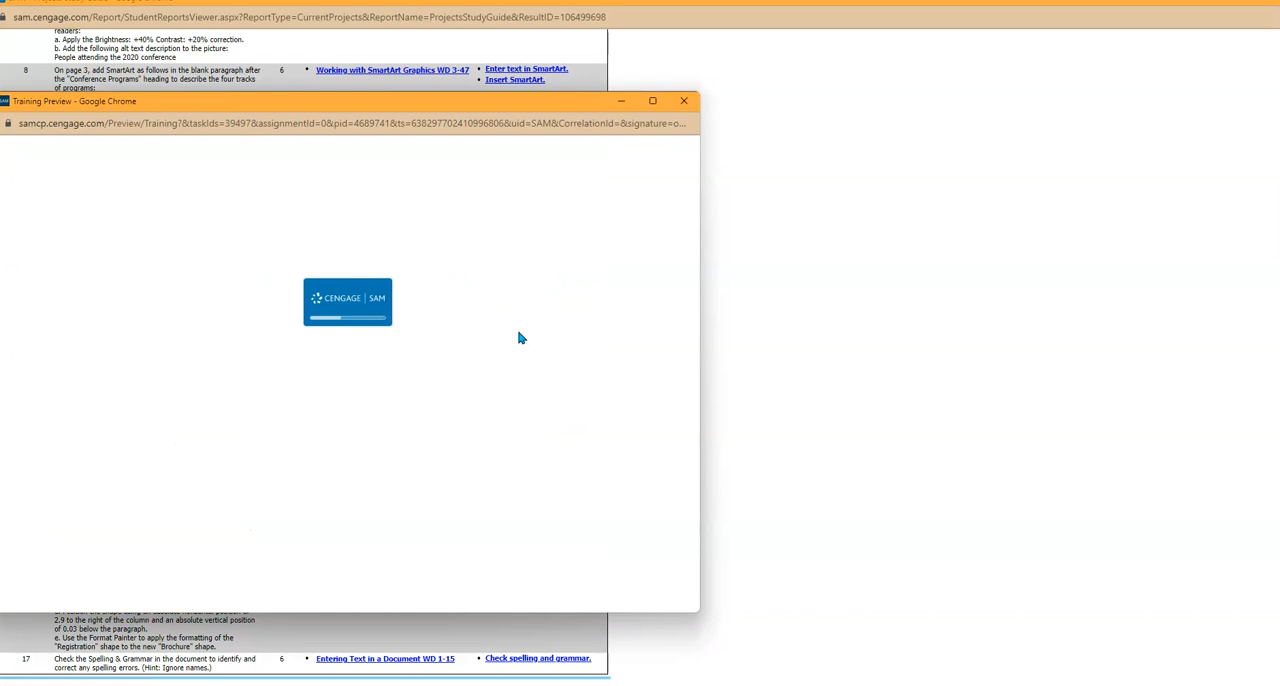 sam.cengage.com/Report/StudentReportsViewer.aspx?ReportType=CurrentProjects&ReportName=ProjectsStudyGuide&ResultID=106499698
readers:
a. Apply the Brightness: +40% Contrast: +20% correction.
b. Add the following alt text description to the picture:
People attending the 2020 conference
8 On page 3, add SmartArt as follows in the blank paragraph after 6 • Working with SmartArt Graphics WD 3-47 • Enter text in SmartArt.
the "Conference Programs" heading to describe the four tracks • Insert SmartArt.
of programs:
SAM Training Preview - Google Chrome
samcp.cengage.com/Preview/Training?&taskIds=39497&assignmentId=0&pid=4689741&ts=638297702410996806&uid=SAM&CorrelationId=&signature=o...
CENGAGE | SAM
2.9 to the right of the column and an absolute vertical position
of 0.03 below the paragraph.
e. Use the Format Painter to apply the formatting of the
"Registration" shape to the new "Brochure" shape.
17 Check the Spelling & Grammar in the document to identify and 6 • Entering Text in a Document WD 1-15 • Check spelling and grammar.
correct any spelling errors. (Hint: Ignore names.)